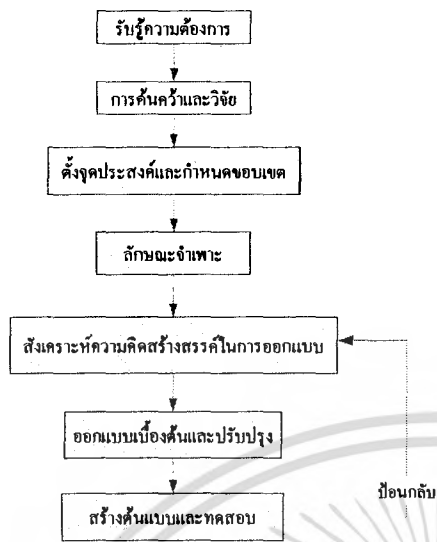 รับรู้ความต้องการ
การค้นคว้าและวิจัย
ตั้งจุดประสงค์และกำหนดขอบเขต
ลักษณะจำเพาะ
สังเคราะห์ความคิดสร้างสรรค์ในการออกแบบ
ออกแบบเบื้องต้นและปรับปรุง
ป้อนกลับ
สร้างต้นแบบและทดสอบ